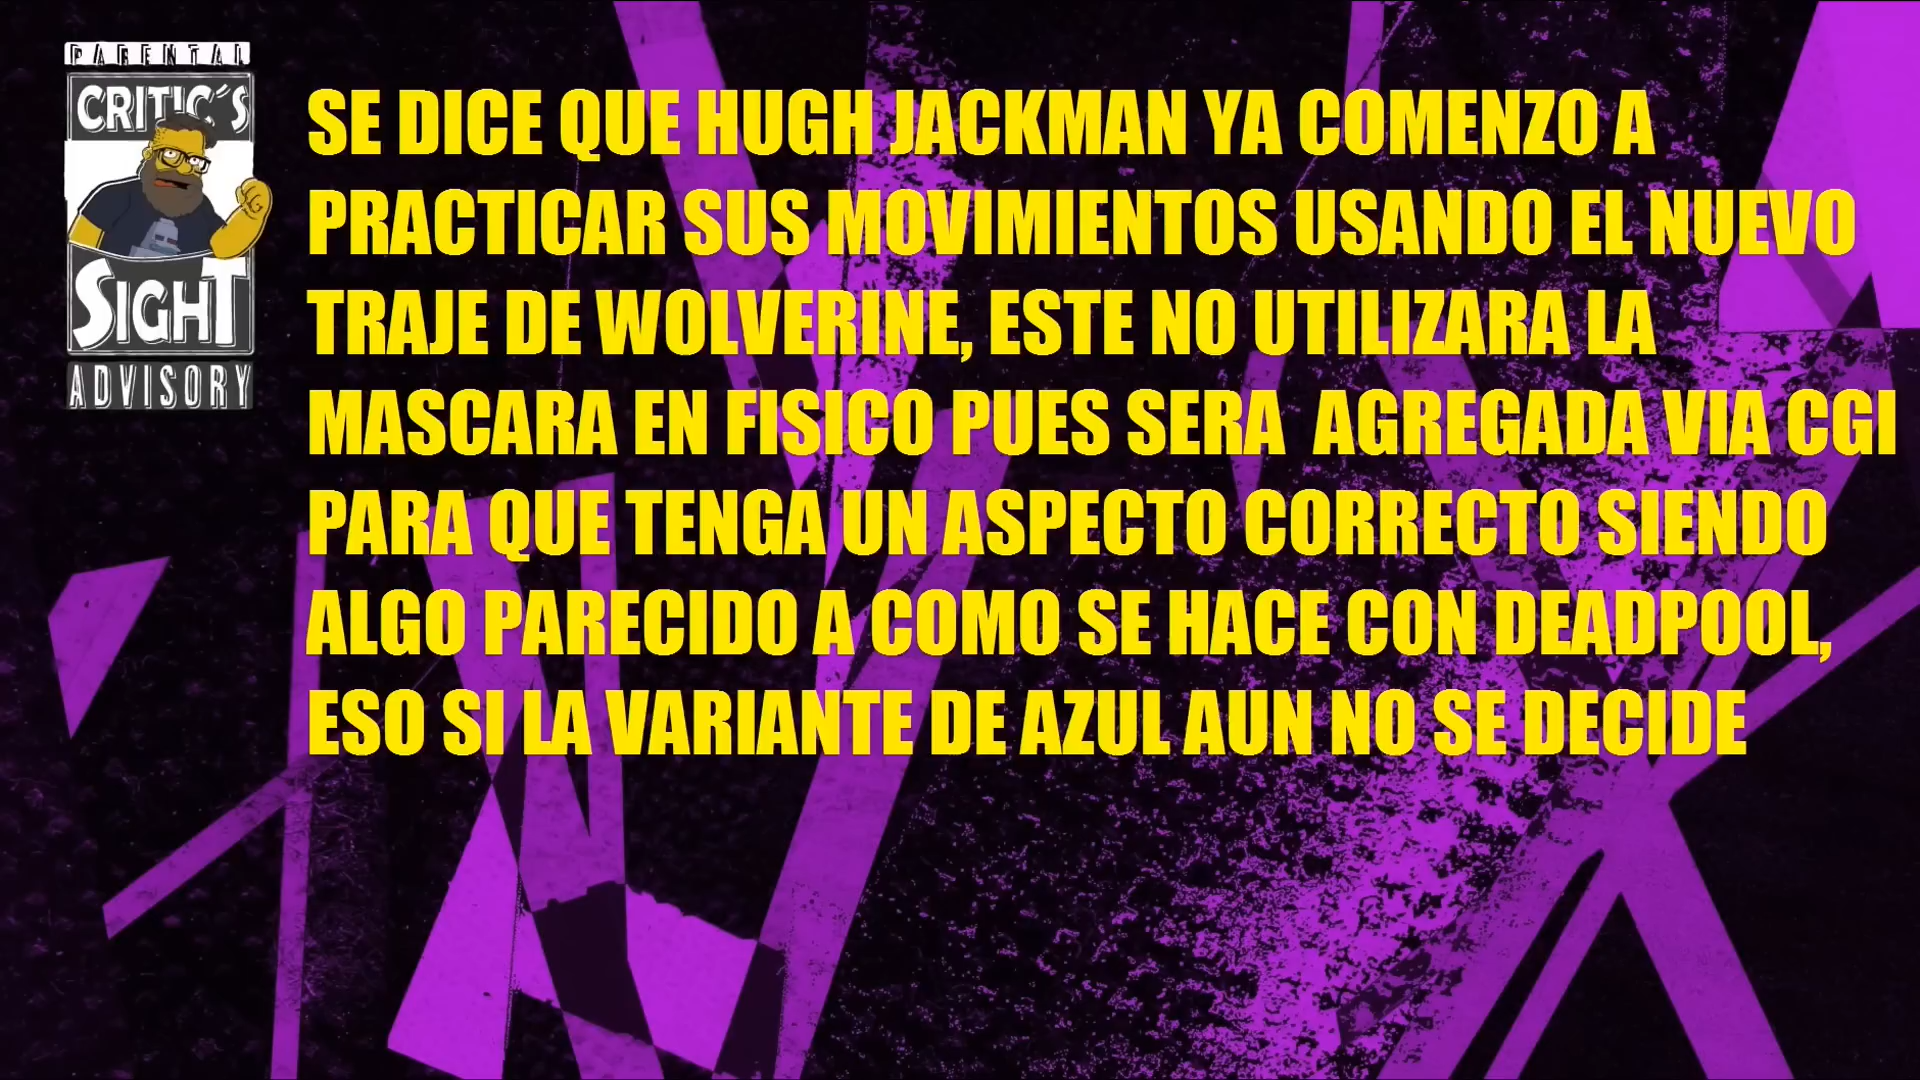 PARENTAL
CRITIC´S
SIGHT
ADVISORY
SE DICE QUE HUGH JACKMAN YA COMENZO A
PRACTICAR SUS MOVIMIENTOS USANDO EL NUEVO
TRAJE DE WOLVERINE, ESTE NO UTILIZARA LA
MASCARA EN FISICO PUES SERA  AGREGADA VIA CGI
PARA QUE TENGA UN ASPECTO CORRECTO SIENDO
ALGO PARECIDO A COMO SE HACE CON DEADPOOL,
ESO SI LA VARIANTE DE AZUL AUN NO SE DECIDE